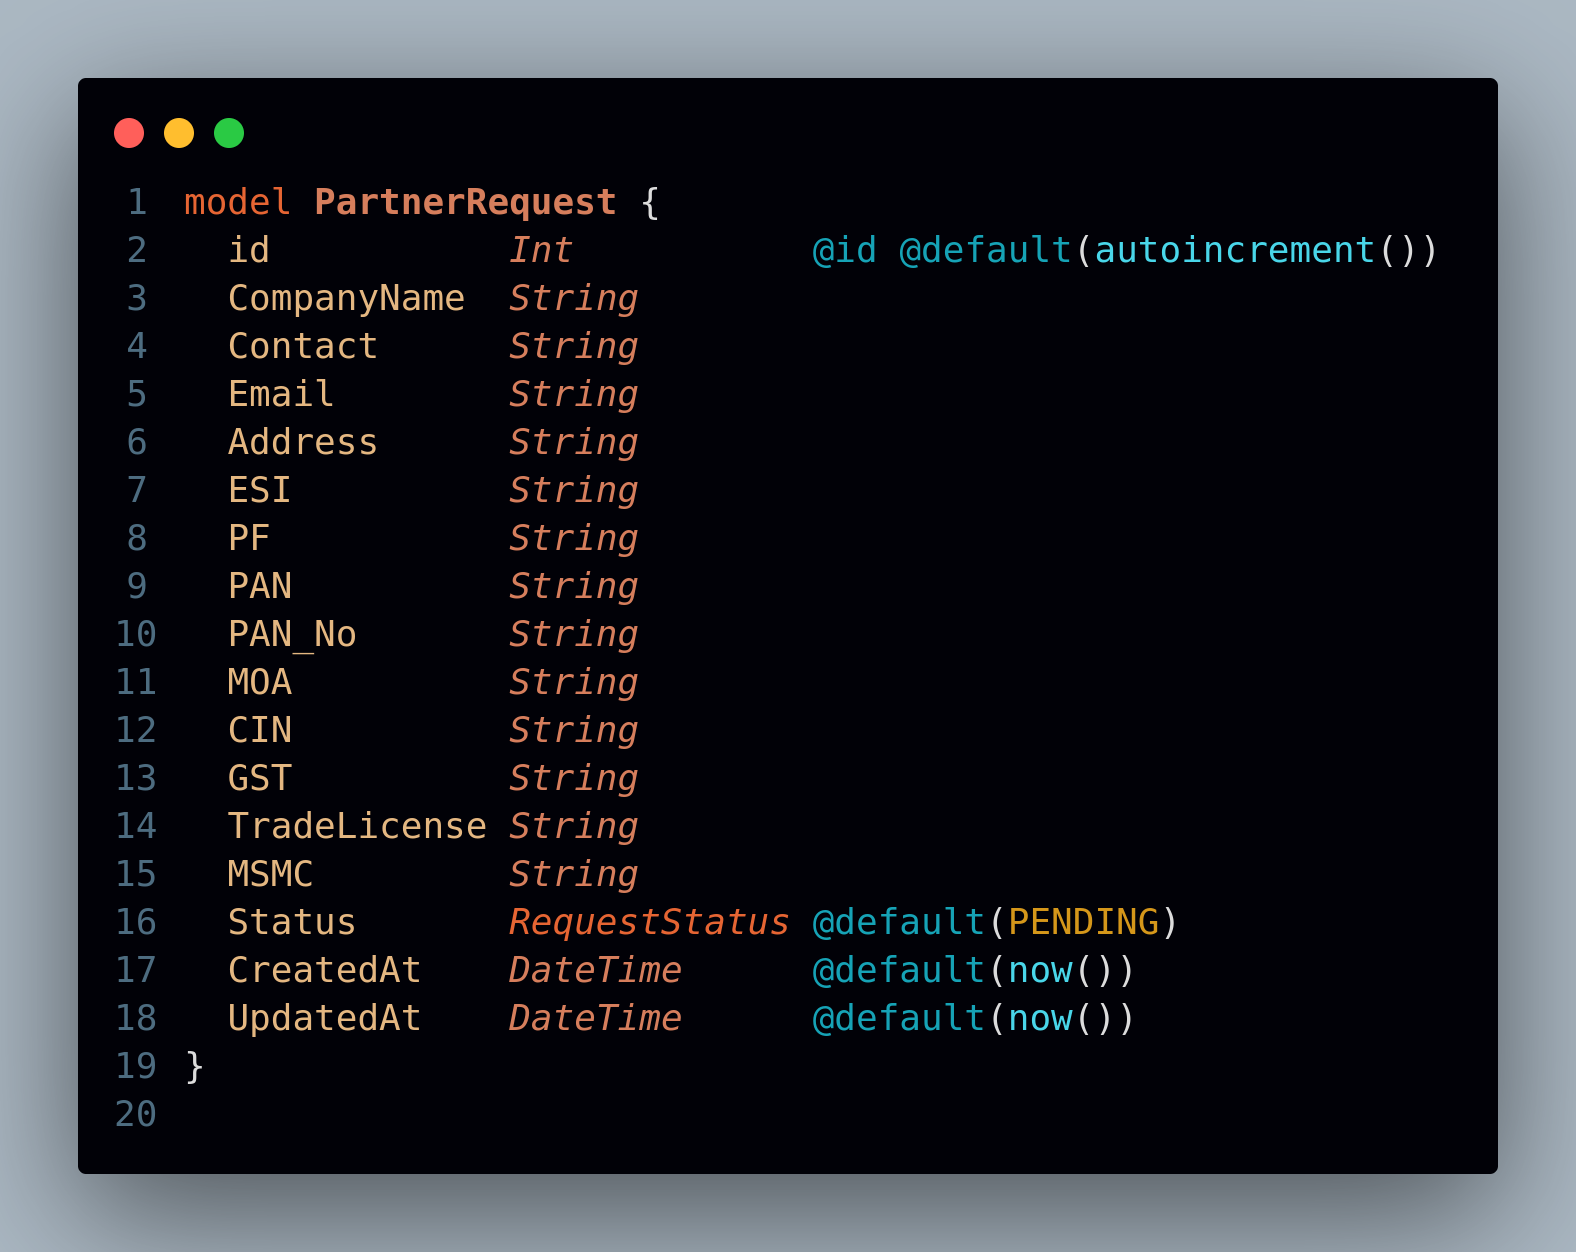 1 model PartnerRequest {
2   id           Int           @id @default(autoincrement())
3   CompanyName  String
4   Contact      String
5   Email        String
6   Address      String
7   ESI          String
8   PF           String
9   PAN          String
10   PAN_No       String
11   MOA          String
12   CIN          String
13   GST          String
14   TradeLicense String
15   MSMC         String
16   Status       RequestStatus @default(PENDING)
17   CreatedAt    DateTime      @default(now())
18   UpdatedAt    DateTime      @default(now())
19 }
20